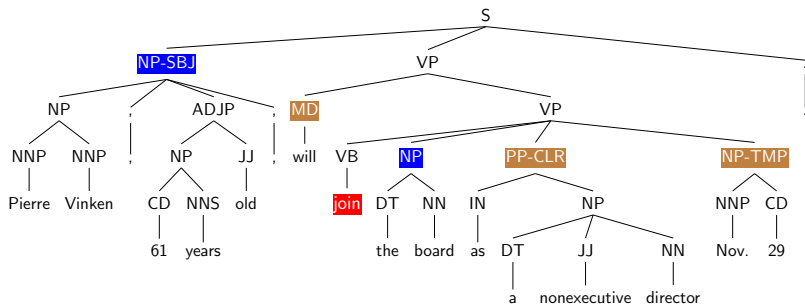 S
NP-SBJ VP .
NP , ADJP , MD VP .
NNP NNP , NP JJ , will VB NP PP-CLR NP-TMP
Pierre Vinken CD NNS old join DT NN IN NP NNP CD
61 years the board as DT JJ NN Nov. 29
a nonexecutive director